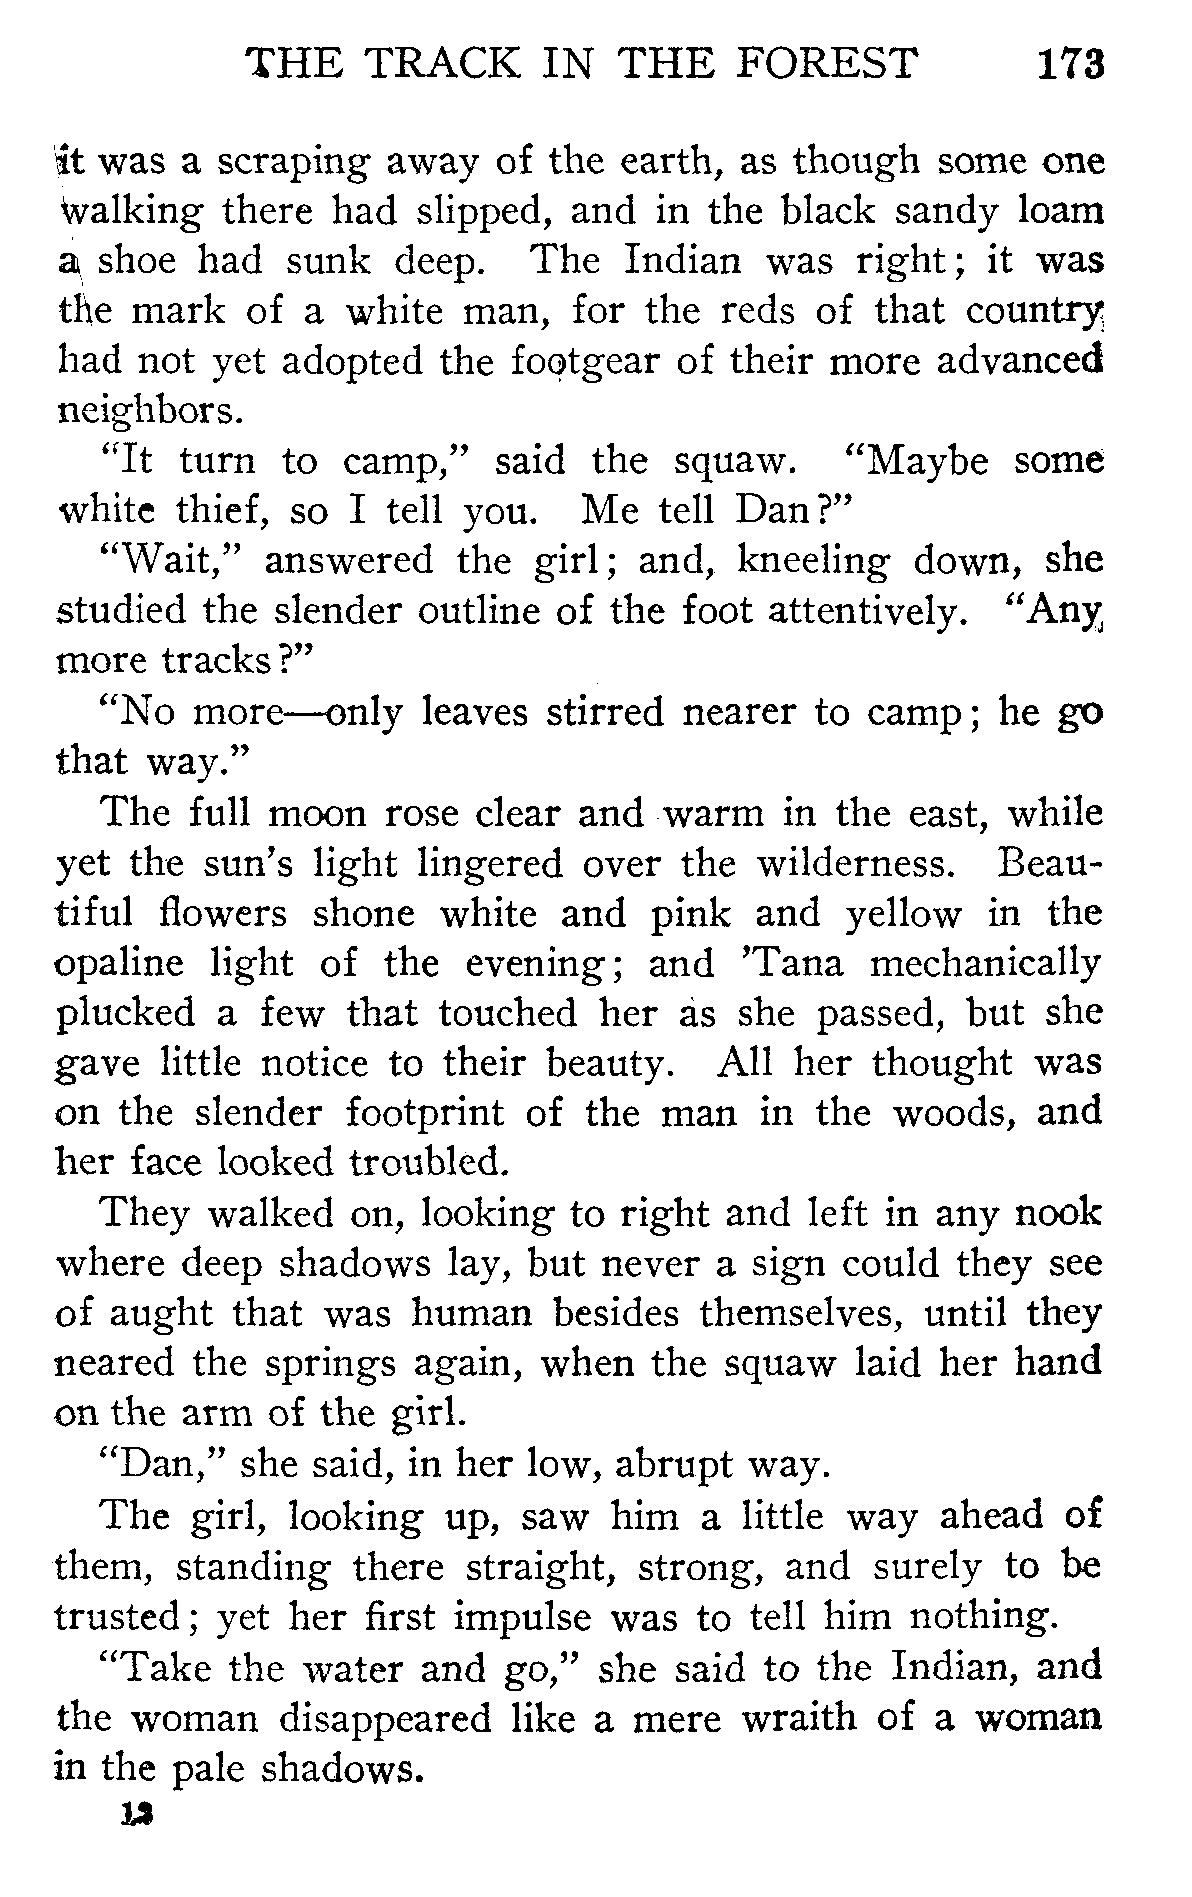 THE TRACK IN THE FOREST 173
it was a scraping away of the earth, as though some one
walking there had slipped, and in the black sandy loam
a shoe had sunk deep. The Indian was right; it was
the mark of a white man, for the reds of that country
had not yet adopted the footgear of their more advanced
neighbors.
“It turn to camp,” said the squaw. “Maybe some
white thief, so I tell you. Me tell Dan?”
“Wait,” answered the girl; and, kneeling down, she
studied the slender outline of the foot attentively. “Any
more tracks?”
“No more—only leaves stirred nearer to camp; he go
that way.”
The full moon rose clear and warm in the east, while
yet the sun’s light lingered over the wilderness. Beau-
tiful flowers shone white and pink and yellow in the
opaline light of the evening; and ’Tana mechanically
plucked a few that touched her as she passed, but she
gave little notice to their beauty. All her thought was
on the slender footprint of the man in the woods, and
her face looked troubled.
They walked on, looking to right and left in any nook
where deep shadows lay, but never a sign could they see
of aught that was human besides themselves, until they
neared the springs again, when the squaw laid her hand
on the arm of the girl.
“Dan,” she said, in her low, abrupt way.
The girl, looking up, saw him a little way ahead of
them, standing there straight, strong, and surely to be
trusted; yet her first impulse was to tell him nothing.
“Take the water and go,” she said to the Indian, and
the woman disappeared like a mere wraith of a woman
in the pale shadows.